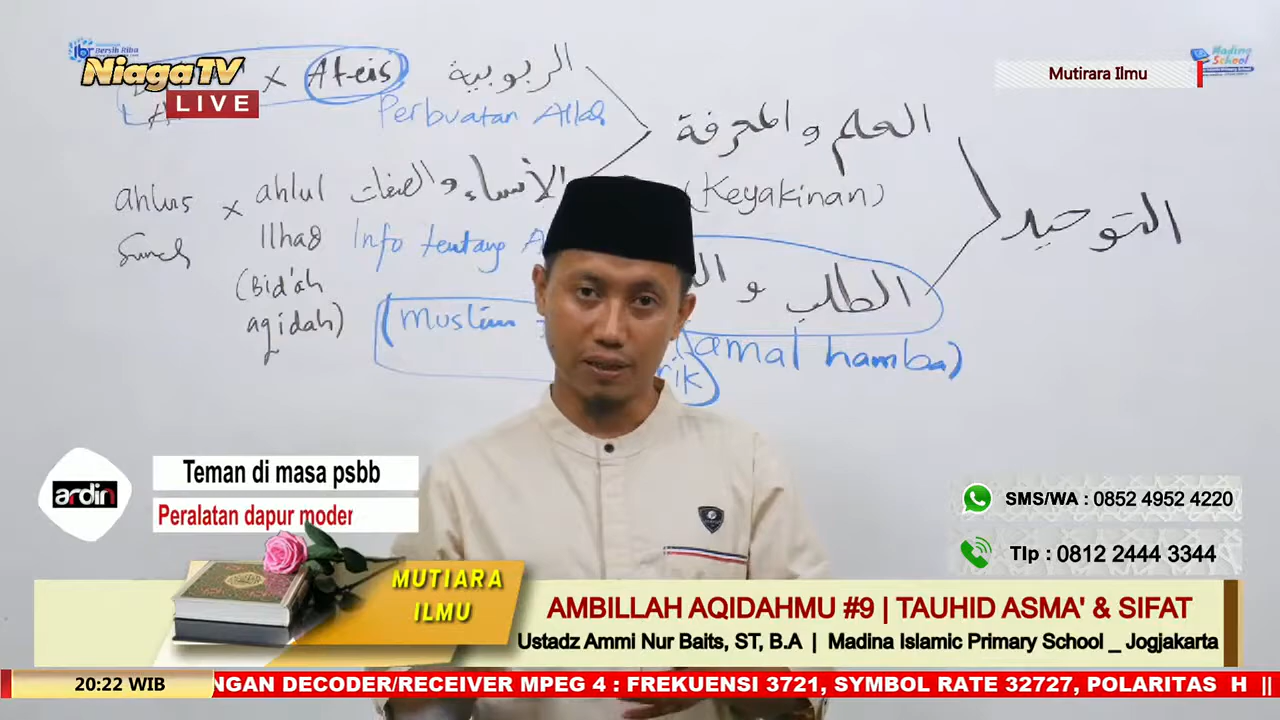 Bersih Riba
NiagaTV
LIVE
Mutirara Ilmu
Madina
School
x Ateis
الربوبية
Perbuatan Allah
العلم والمعرفة
(Keyakinan)
التوحيد
ahlus x ahlul
Ilhad
(Bid'ah
aqidah)
الأسماء والصفات
Info tentang
الطلب و
(muslim
(amal hamba)
ardin
Teman di masa psbb
Peralatan dapur moder
SMS/WA : 0852 4952 4220
Tlp : 0812 2444 3344
MUTIARA
ILMU
AMBILLAH AQIDAHMU #9 | TAUHID ASMA' & SIFAT
Ustadz Ammi Nur Baits, ST, B.A | Madina Islamic Primary School _ Jogjakarta
20:22 WIB
NGAN DECODER/RECEIVER MPEG 4 : FREKUENSI 3721, SYMBOL RATE 32727, POLARITAS H ||